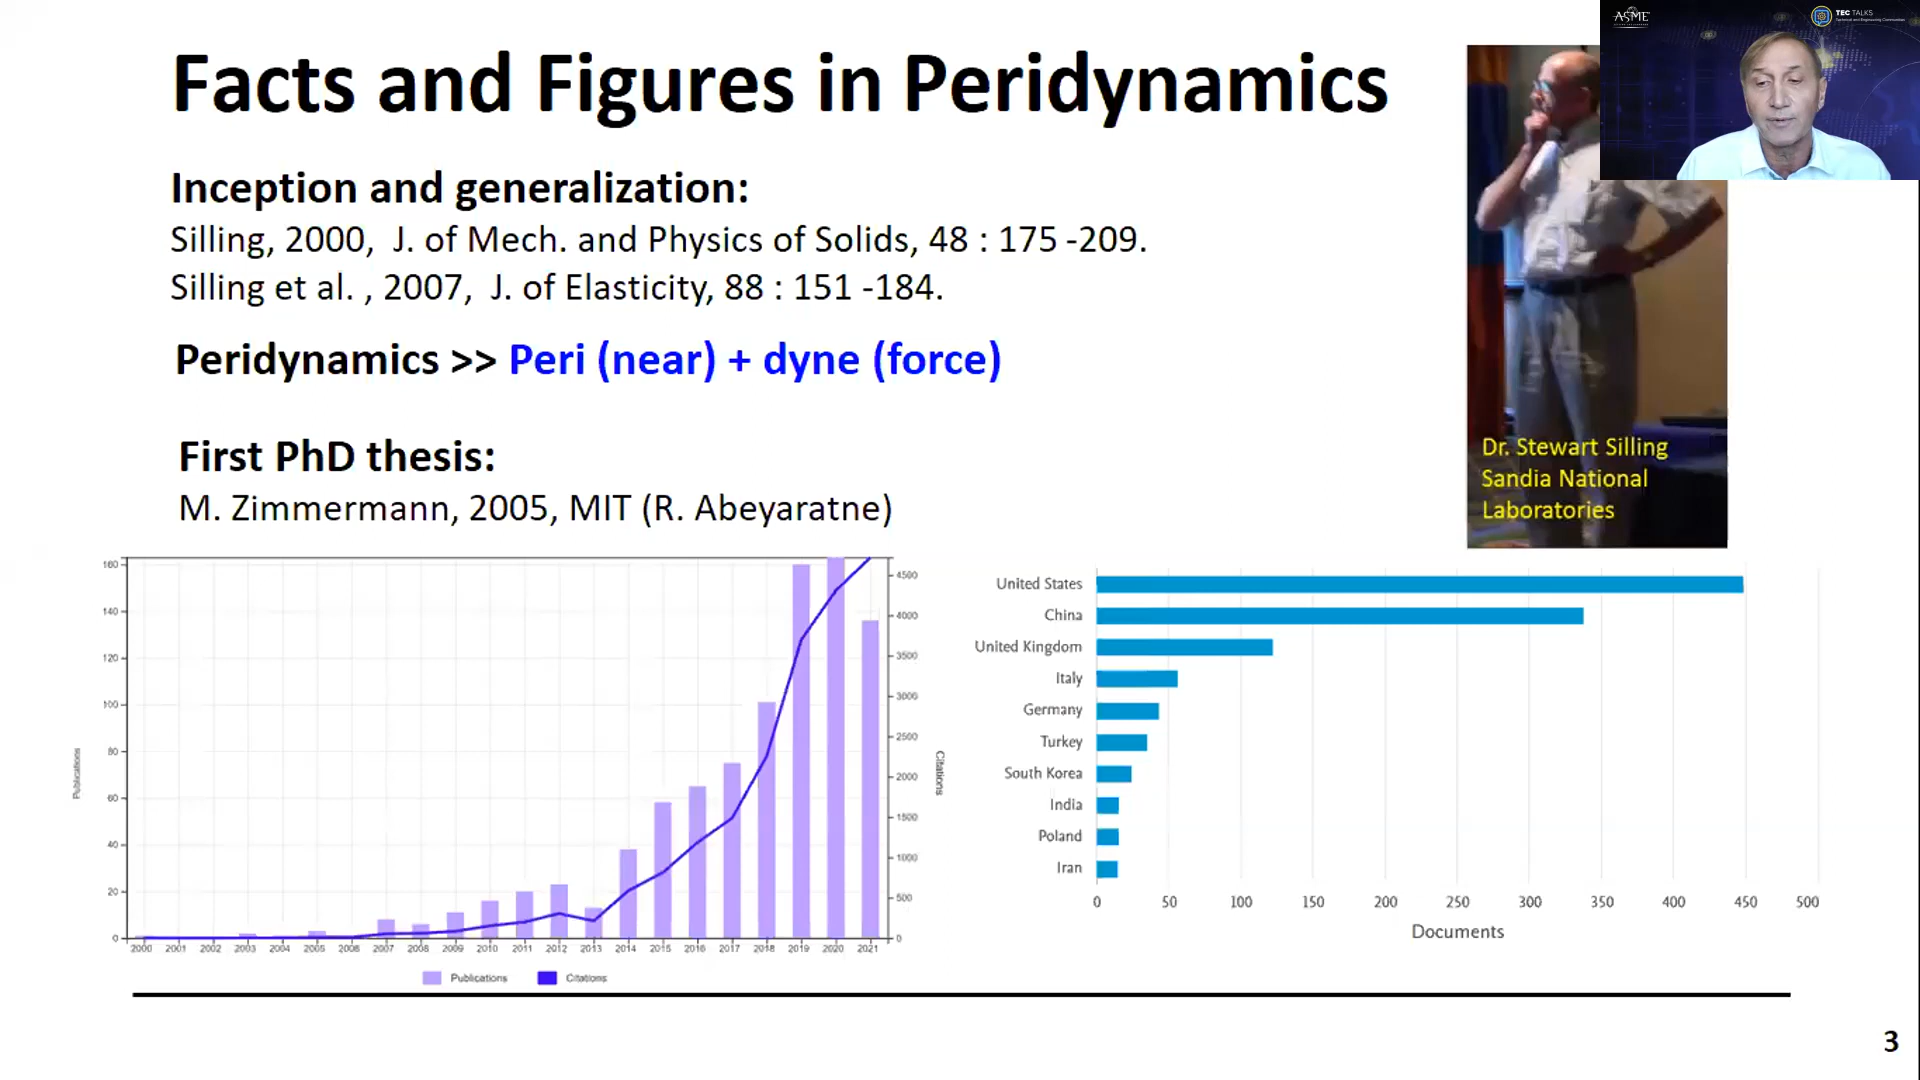 Facts and Figures in Peridynamics
ASME
TEC TALKS
Inception and generalization:
Silling, 2000, J. of Mech. and Physics of Solids, 48 : 175 -209.
Silling et al. , 2007, J. of Elasticity, 88 : 151 -184.
Peridynamics >> Peri (near) + dyne (force)
First PhD thesis:
M. Zimmermann, 2005, MIT (R. Abeyaratne)
Dr. Stewart Silling
Sandia National
Laboratories
Publications
160
140
120
100
80
60
40
20
0
4500
4000
3500
3000
2500
2000
1500
1000
500
0
Citations
2000 2001 2002 2003 2004 2005 2006 2007 2008 2009 2010 2011 2012 2013 2014 2015 2016 2017 2018 2019 2020 2021
Publications Citations
United States
China
United Kingdom
Italy
Germany
Turkey
South Korea
India
Poland
Iran
0 50 100 150 200 250 300 350 400 450 500
Documents
3